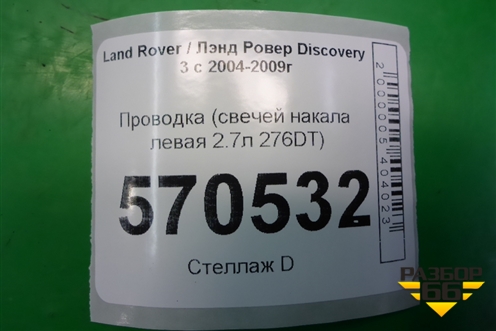 Land Rover / Лэнд Ровер Discovery
3 с 2004-2009г
Проводка (свечей накала
левая 2.7л 276DT)
570532
Стеллаж D
2000005404023
РАЗБОР
66